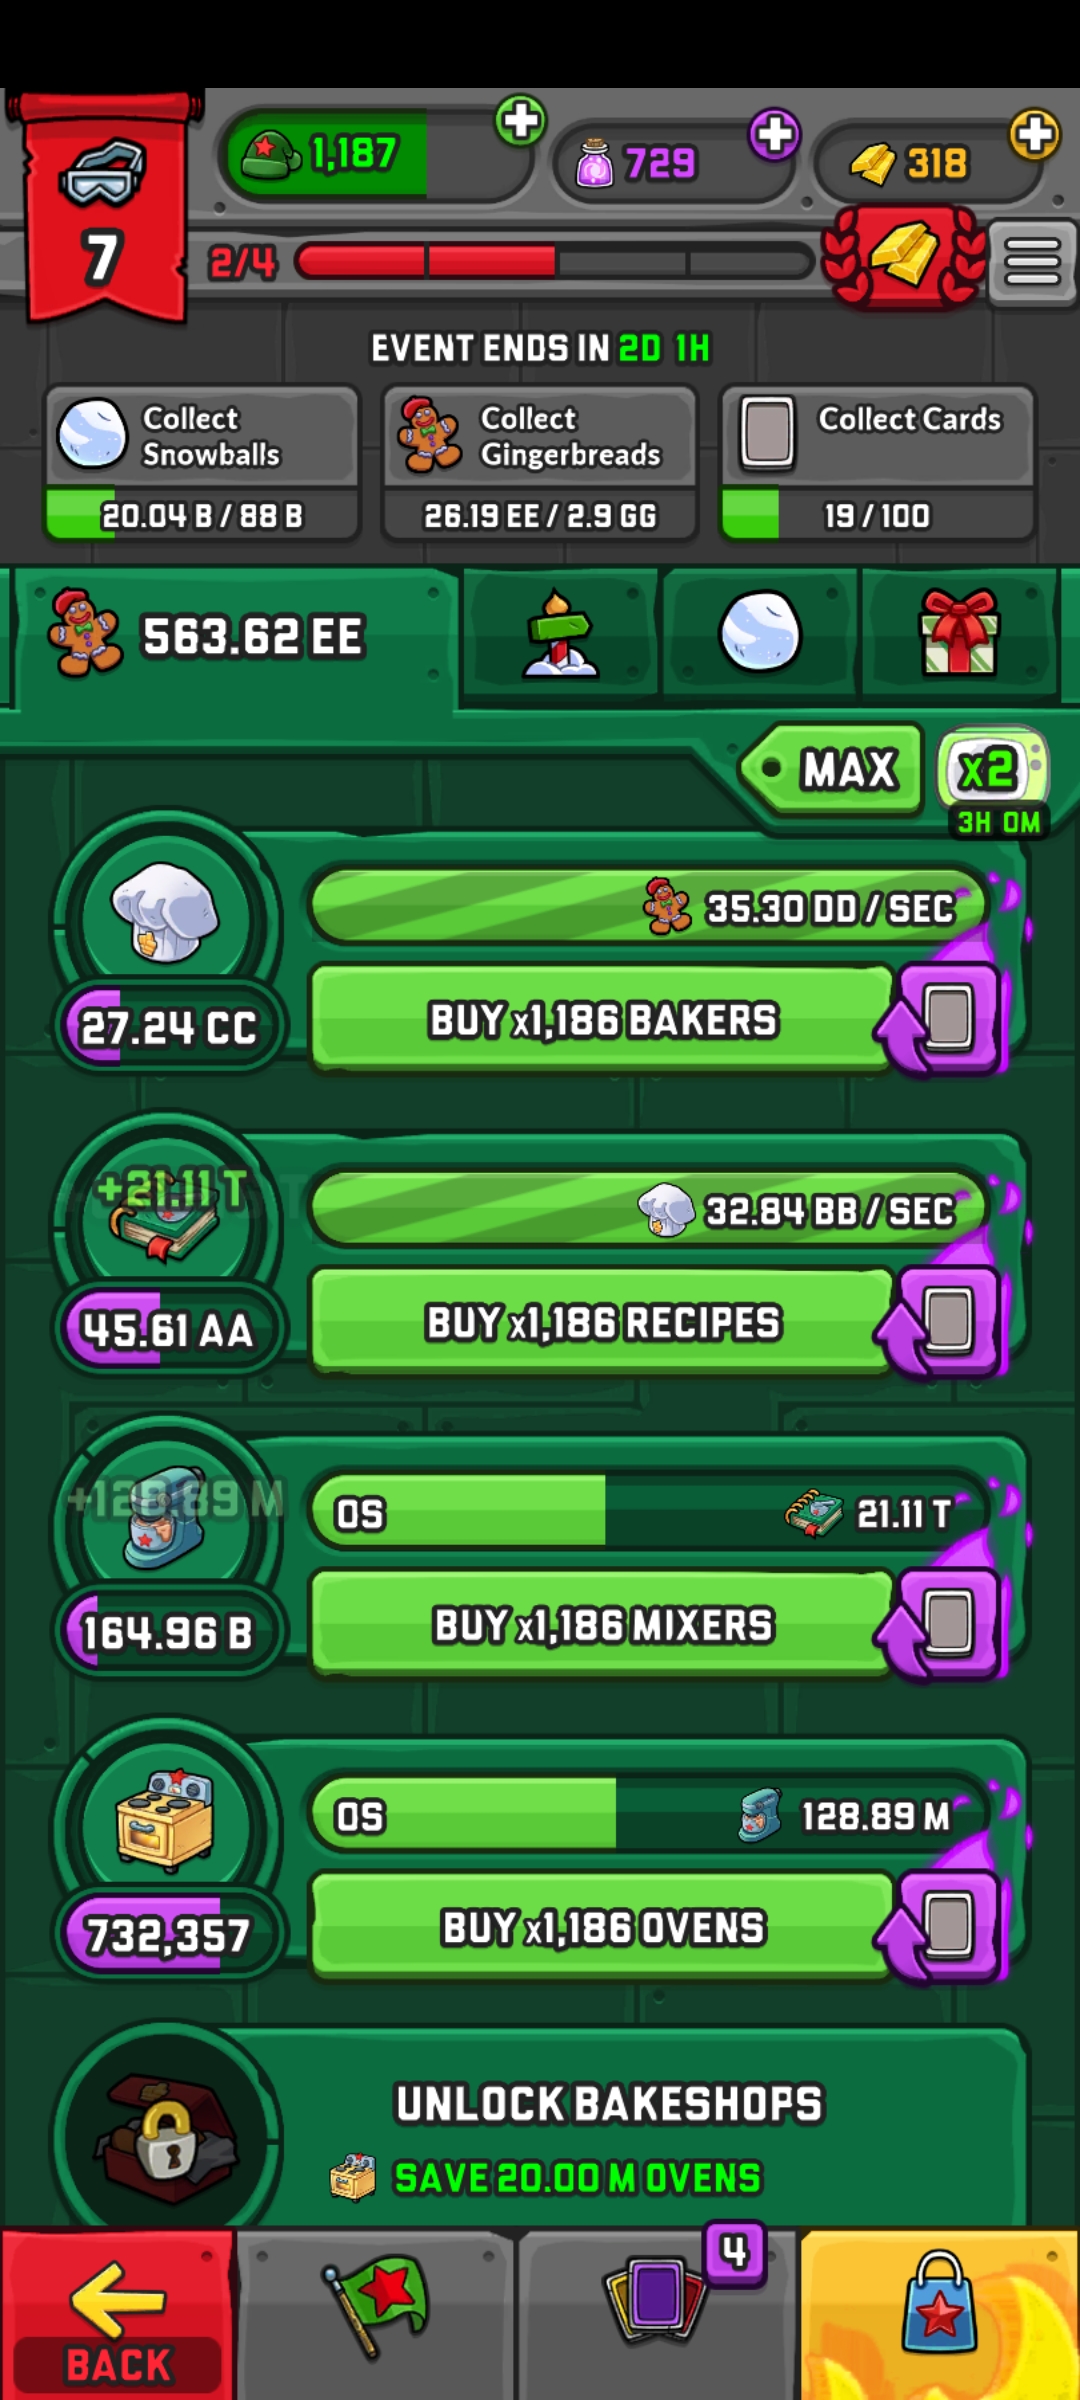 1,187
729
318
7
2/4
EVENT ENDS IN 2D 1H
Collect Snowballs
20.04 B / 88 B
Collect Gingerbreads
26.19 EE / 2.9 GG
Collect Cards
19 / 100
563.62 EE
MAX
x2
3H 0M
35.30 DD / SEC
27.24 CC
BUY x1,186 BAKERS
+21.11 T
32.84 BB / SEC
45.61 AA
BUY x1,186 RECIPES
+128.89 M
0S
21.11 T
164.96 B
BUY x1,186 MIXERS
0S
128.89 M
732,357
BUY x1,186 OVENS
UNLOCK BAKESHOPS
SAVE 20.00 M OVENS
4
BACK